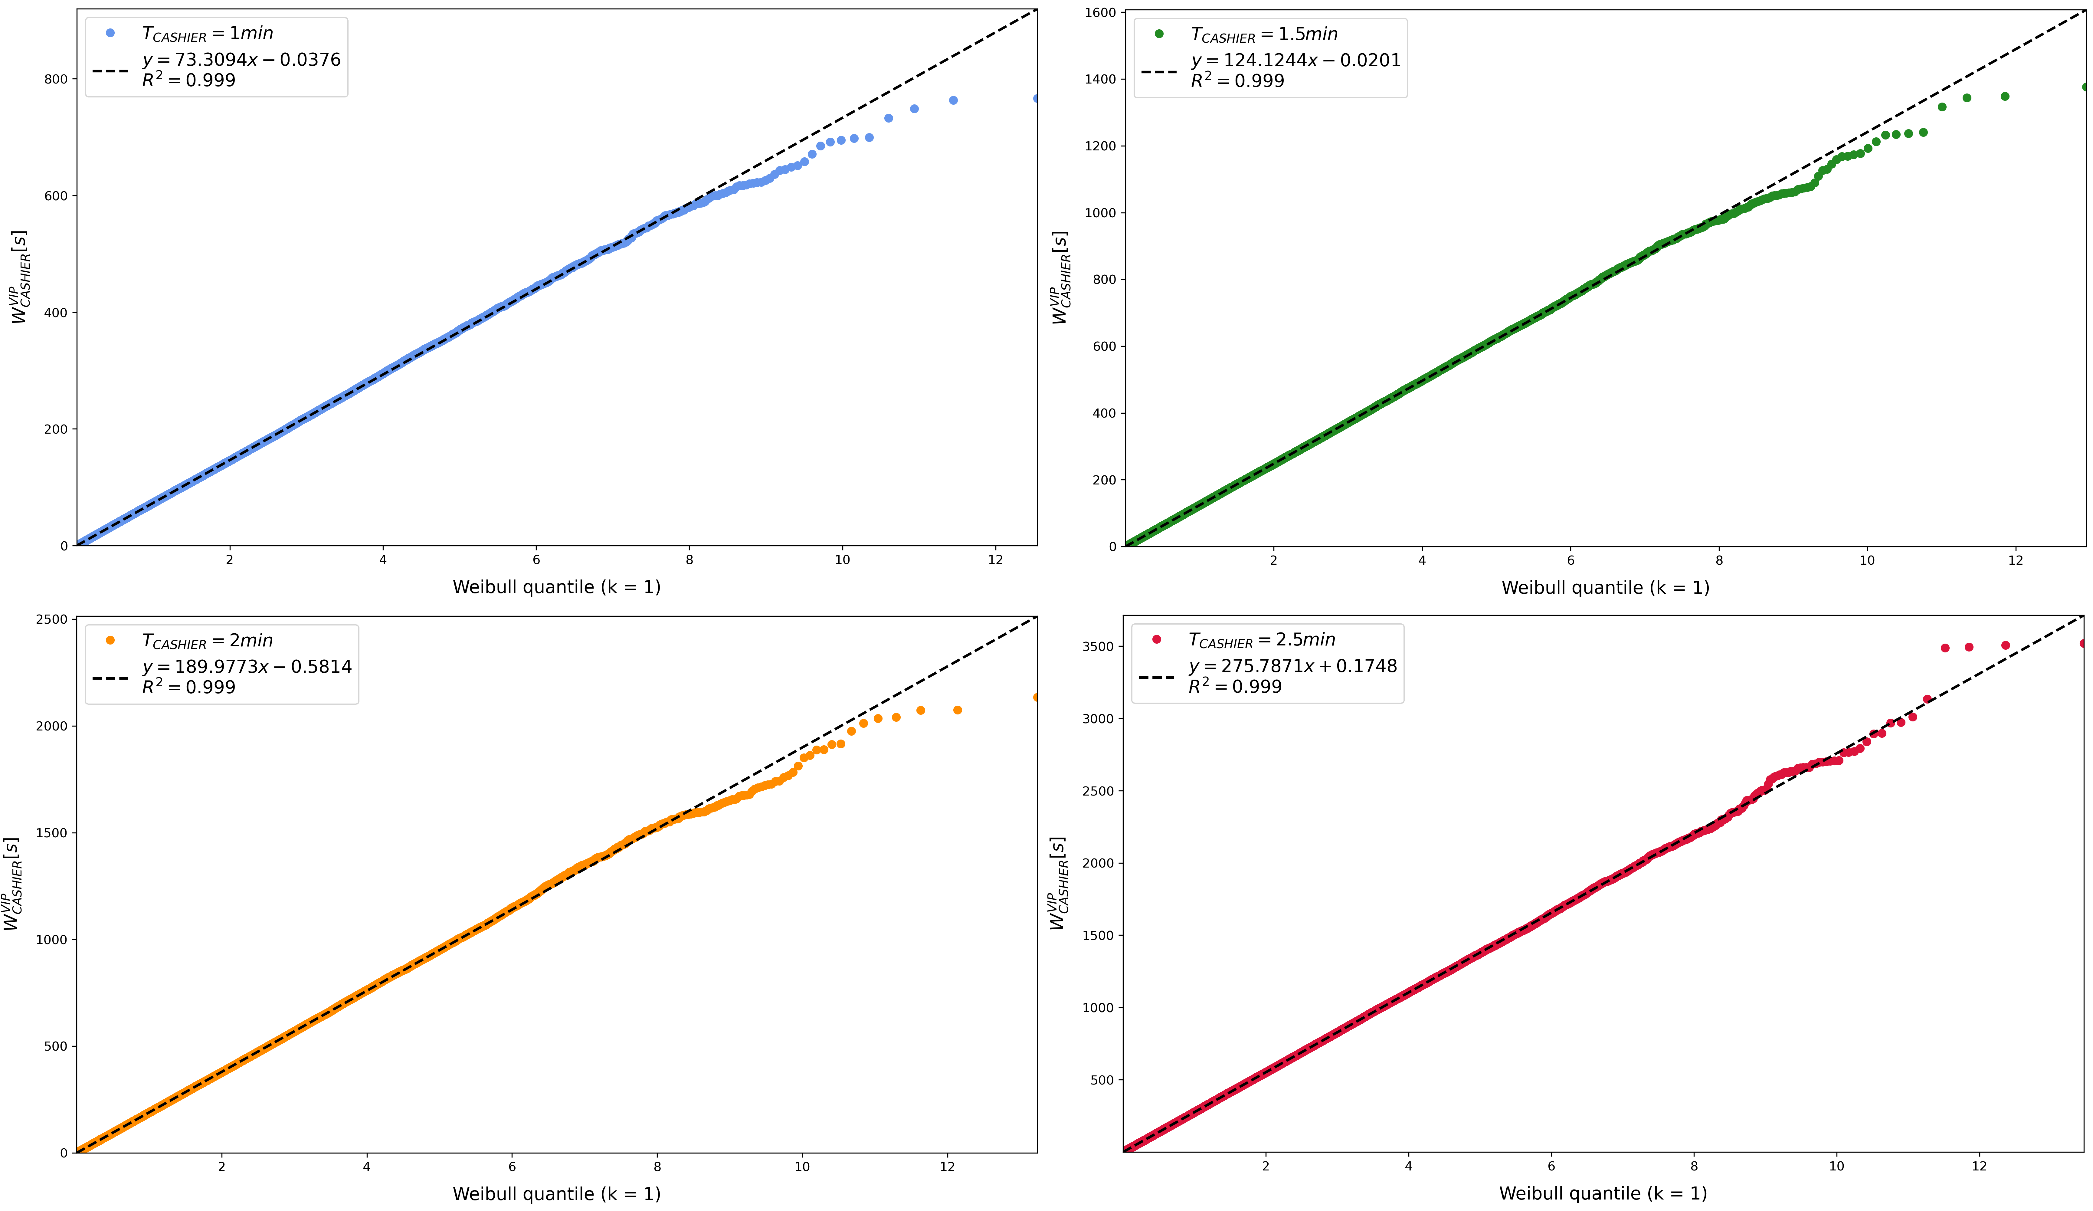 T_CASHIER = 1min
y = 73.3094x − 0.0376
R² = 0.999
800
600
400
200
0
W^VIP_CASHIER[s]
2 4 6 8 10 12
Weibull quantile (k = 1)
T_CASHIER = 1.5min
y = 124.1244x − 0.0201
R² = 0.999
1600
1400
1200
1000
800
600
400
200
0
W^VIP_CASHIER[s]
2 4 6 8 10 12
Weibull quantile (k = 1)
T_CASHIER = 2min
y = 189.9773x − 0.5814
R² = 0.999
2500
2000
1500
1000
500
0
W^VIP_CASHIER[s]
2 4 6 8 10 12
Weibull quantile (k = 1)
T_CASHIER = 2.5min
y = 275.7871x + 0.1748
R² = 0.999
3500
3000
2500
2000
1500
1000
500
W^VIP_CASHIER[s]
2 4 6 8 10 12
Weibull quantile (k = 1)